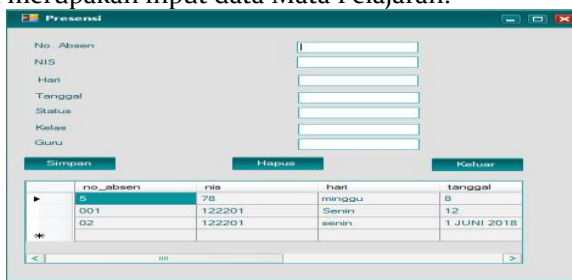 merupakan input data Mata Pelajaran.
Presensi
No. Absen
NIS
Hari
Tanggal
Status
Kelas
Guru
Simpan Hapus Keluar
no_absen nis hari tanggal
5 78 minggu 8
001 122201 Senin 12
02 122201 senin 1 JUNI 2018